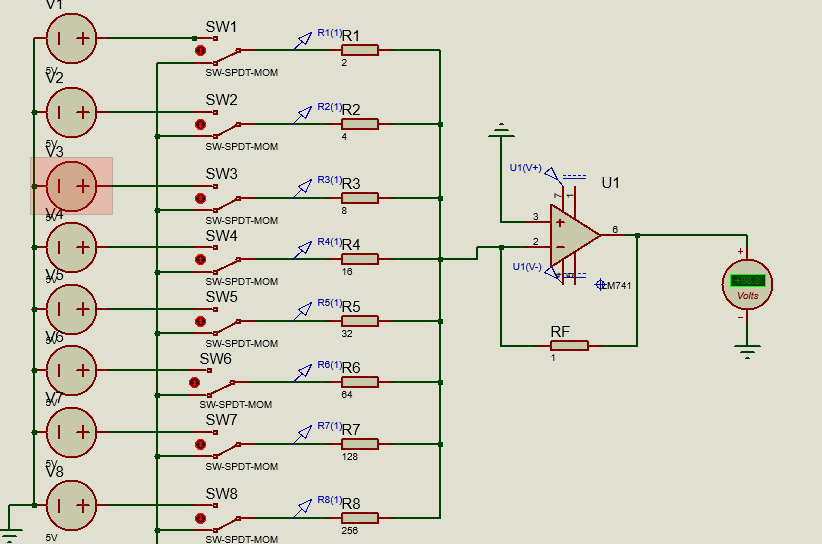 V1
5V
SW1
SW-SPDT-MOM
R1(1)
R1
2
V2
5V
SW2
SW-SPDT-MOM
R2(1)
R2
4
V3
5V
SW3
SW-SPDT-MOM
R3(1)
R3
8
V4
5V
SW4
SW-SPDT-MOM
R4(1)
R4
16
V5
5V
SW5
SW-SPDT-MOM
R5(1)
R5
32
V6
5V
SW6
SW-SPDT-MOM
R6(1)
R6
64
V7
5V
SW7
SW-SPDT-MOM
R7(1)
R7
128
V8
5V
SW8
SW-SPDT-MOM
R8(1)
R8
256
U1(V+)
U1
7
1
3
2
6
U1(V-)
LM741
RF
1
Volts